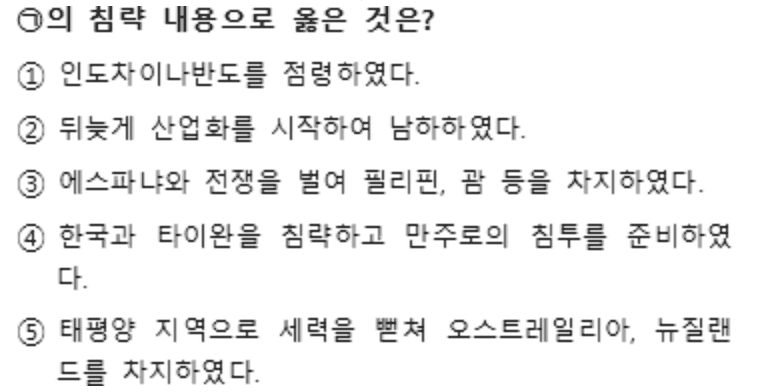 ㉠의 침략 내용으로 옳은 것은?
① 인도차이나반도를 점령하였다.
② 뒤늦게 산업화를 시작하여 남하하였다.
③ 에스파냐와 전쟁을 벌여 필리핀, 괌 등을 차지하였다.
④ 한국과 타이완을 침략하고 만주로의 침투를 준비하였
다.
⑤ 태평양 지역으로 세력을 뻗쳐 오스트레일리아, 뉴질랜
드를 차지하였다.